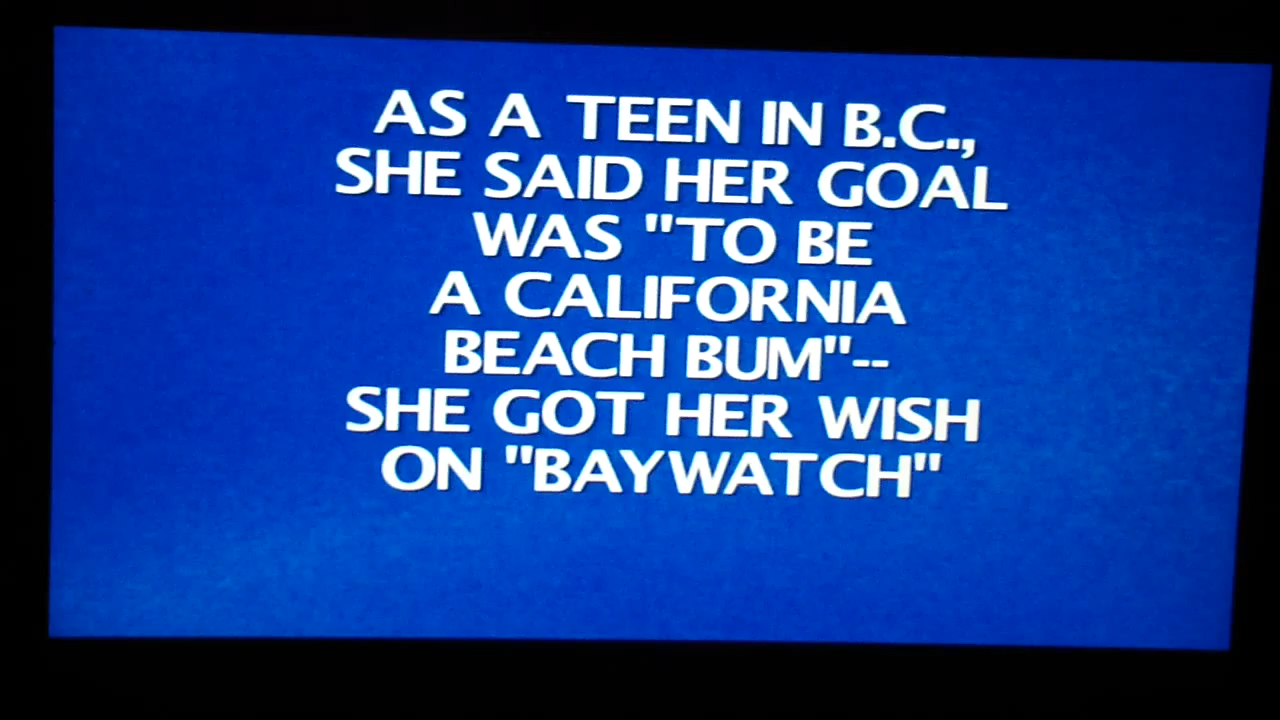 AS A TEEN IN B.C.,
SHE SAID HER GOAL
WAS "TO BE
A CALIFORNIA
BEACH BUM"--
SHE GOT HER WISH
ON "BAYWATCH"